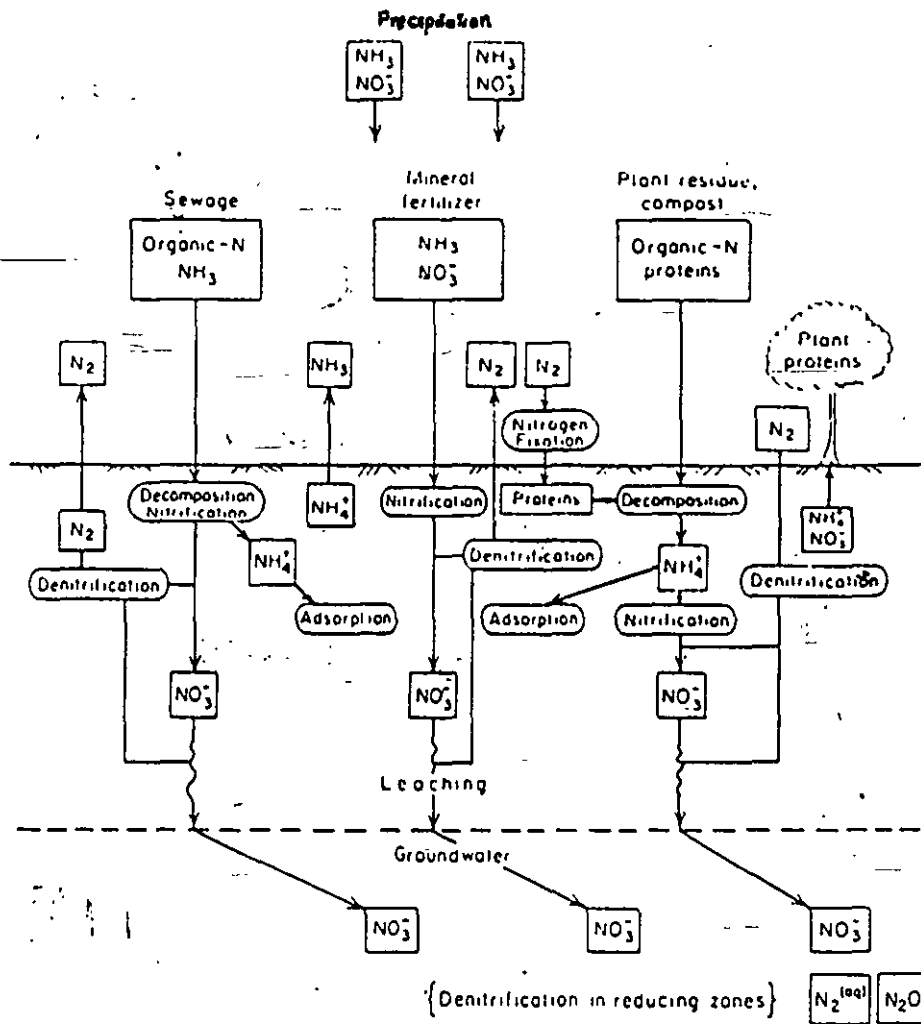 Precipitation
NH₃
NO₃⁻
NH₃
NO₃⁻
Sewage
Organic-N
NH₃
Mineral
fertilizer
NH₃
NO₃⁻
Plant residue,
compost
Organic-N
proteins
N₂
NH₃
N₂
N₂
Nitrogen
Fixation
N₂
Plant
proteins
Decomposition
Nitrification
NH₄⁺
Nitrification
Proteins
Decomposition
NH₄⁺
NO₃⁻
N₂
Denitrification
NH₄⁺
Adsorption
Denitrification
NH₄⁺
Adsorption
Nitrification
Denitrification
NO₃⁻
NO₃⁻
NO₃⁻
Leaching
Groundwater
NO₃⁻
NO₃⁻
NO₃⁻
{Denitrification in reducing zones}
N₂(aq)
N₂O